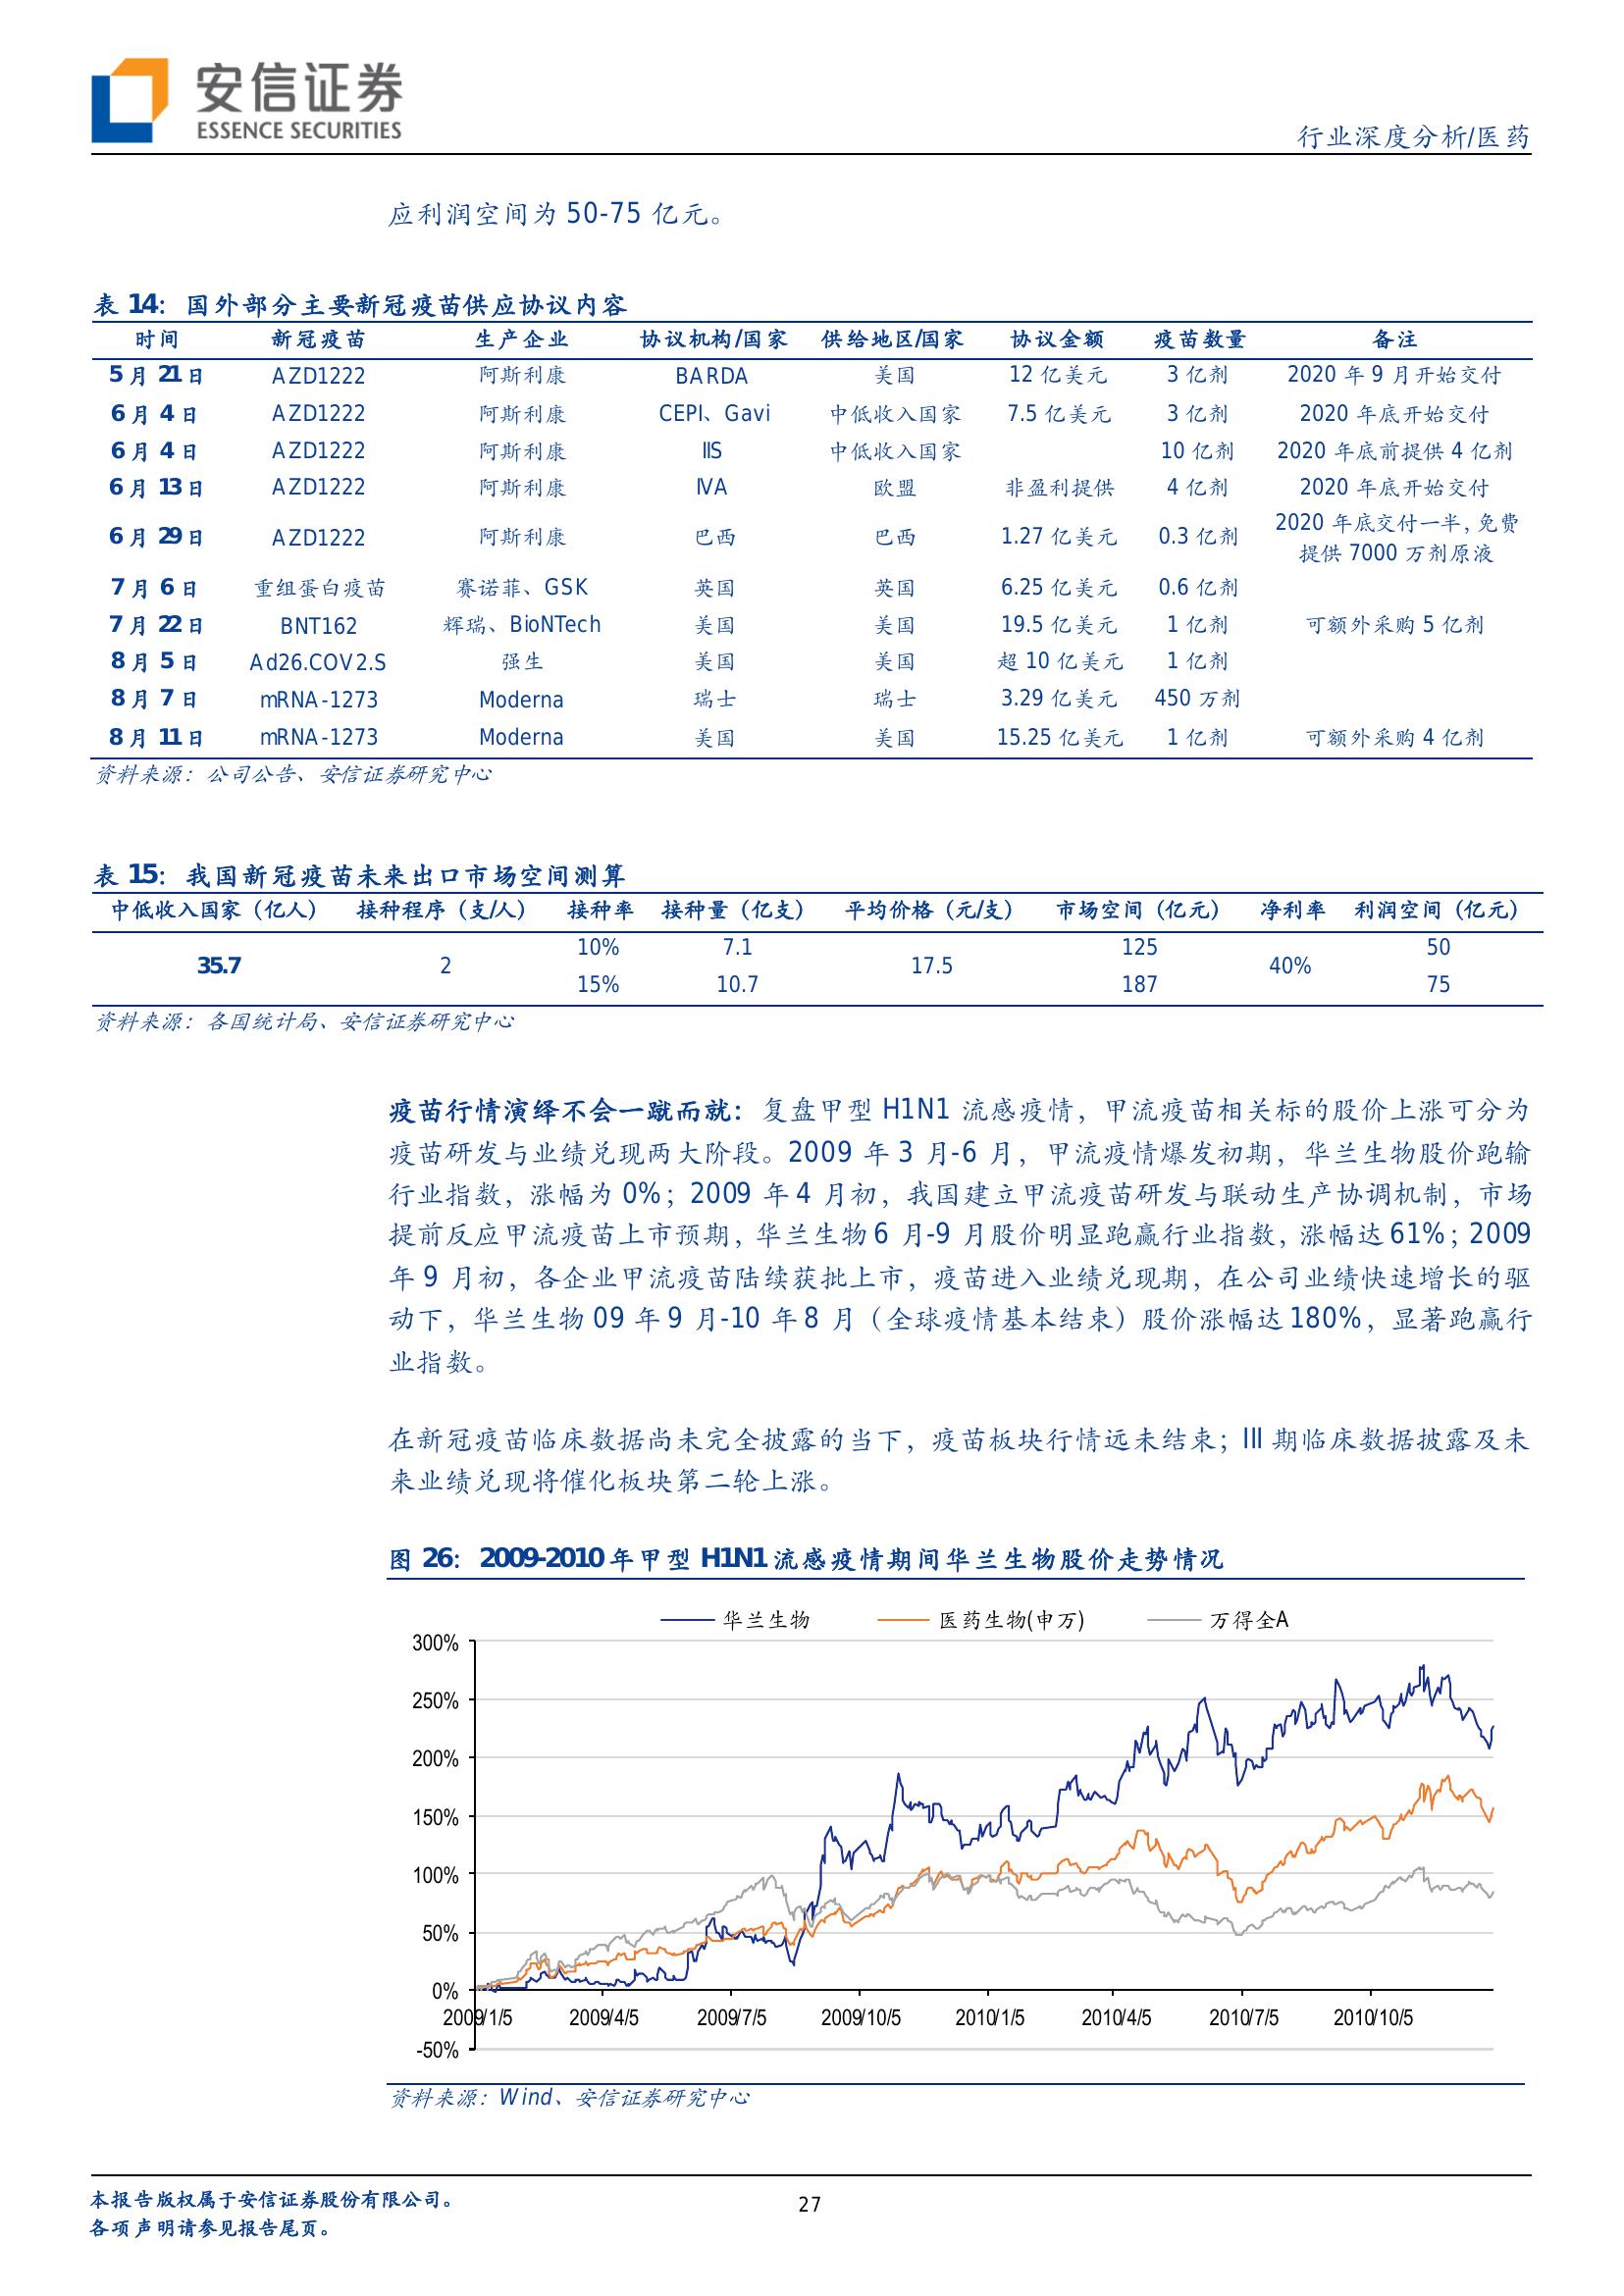 安信证券
ESSENCE SECURITIES
行业深度分析/医药
应利润空间为 50-75 亿元。
表 14：国外部分主要新冠疫苗供应协议内容
时间 新冠疫苗 生产企业 协议机构/国家 供给地区/国家 协议金额 疫苗数量 备注
5 月 21 日 AZD1222 阿斯利康 BARDA 美国 12 亿美元 3 亿剂 2020 年 9 月开始交付
6 月 4 日 AZD1222 阿斯利康 CEPI、Gavi 中低收入国家 7.5 亿美元 3 亿剂 2020 年底开始交付
6 月 4 日 AZD1222 阿斯利康 IIS 中低收入国家 10 亿剂 2020 年底前提供 4 亿剂
6 月 13 日 AZD1222 阿斯利康 IVA 欧盟 非盈利提供 4 亿剂 2020 年底开始交付
6 月 29 日 AZD1222 阿斯利康 巴西 巴西 1.27 亿美元 0.3 亿剂 2020 年底交付一半，免费
提供 7000 万剂原液
7 月 6 日 重组蛋白疫苗 赛诺菲、GSK 英国 英国 6.25 亿美元 0.6 亿剂
7 月 22 日 BNT162 辉瑞、BioNTech 美国 美国 19.5 亿美元 1 亿剂 可额外采购 5 亿剂
8 月 5 日 Ad26.COV2.S 强生 美国 美国 超 10 亿美元 1 亿剂
8 月 7 日 mRNA-1273 Moderna 瑞士 瑞士 3.29 亿美元 450 万剂
8 月 11 日 mRNA-1273 Moderna 美国 美国 15.25 亿美元 1 亿剂 可额外采购 4 亿剂
资料来源：公司公告、安信证券研究中心
表 15：我国新冠疫苗未来出口市场空间测算
中低收入国家（亿人） 接种程序（支/人） 接种率 接种量（亿支） 平均价格（元/支） 市场空间（亿元） 净利率 利润空间（亿元）
10% 7.1 125 50
35.7 2 17.5 40%
15% 10.7 187 75
资料来源：各国统计局、安信证券研究中心
疫苗行情演绎不会一蹴而就：复盘甲型 H1N1 流感疫情，甲流疫苗相关标的股价上涨可分为
疫苗研发与业绩兑现两大阶段。2009 年 3 月-6 月，甲流疫情爆发初期，华兰生物股价跑输
行业指数，涨幅为 0%；2009 年 4 月初，我国建立甲流疫苗研发与联动生产协调机制，市场
提前反应甲流疫苗上市预期，华兰生物 6 月-9 月股价明显跑赢行业指数，涨幅达 61%；2009
年 9 月初，各企业甲流疫苗陆续获批上市，疫苗进入业绩兑现期，在公司业绩快速增长的驱
动下，华兰生物 09 年 9 月-10 年 8 月（全球疫情基本结束）股价涨幅达 180%，显著跑赢行
业指数。
在新冠疫苗临床数据尚未完全披露的当下，疫苗板块行情远未结束；III 期临床数据披露及未
来业绩兑现将催化板块第二轮上涨。
图 26：2009-2010 年甲型 H1N1 流感疫情期间华兰生物股价走势情况
华兰生物 医药生物(申万) 万得全A
300%
250%
200%
150%
100%
50%
0%
2009/1/5 2009/4/5 2009/7/5 2009/10/5 2010/1/5 2010/4/5 2010/7/5 2010/10/5
-50%
资料来源：Wind、安信证券研究中心
本报告版权属于安信证券股份有限公司。
27
各项声明请参见报告尾页。